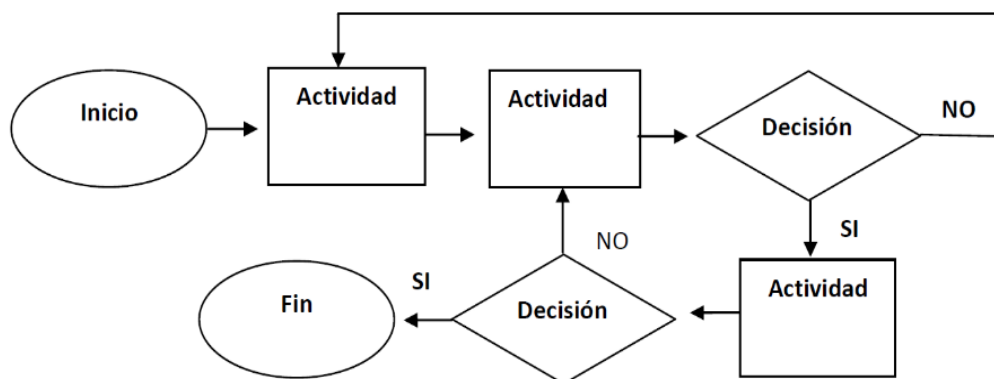 Inicio
Actividad
Actividad
Decisión
NO
SI
Actividad
Decisión
NO
SI
Fin